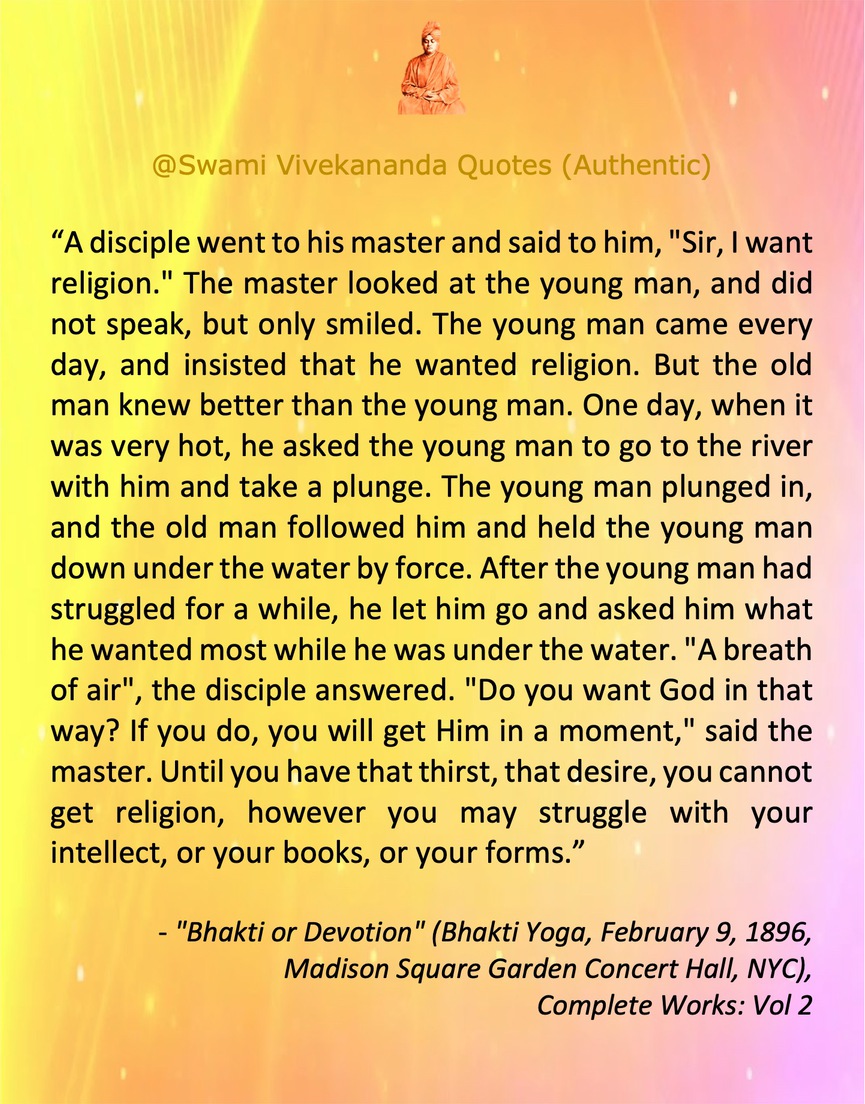 @Swami Vivekananda Quotes (Authentic)
“A disciple went to his master and said to him, "Sir, I want
religion." The master looked at the young man, and did
not speak, but only smiled. The young man came every
day, and insisted that he wanted religion. But the old
man knew better than the young man. One day, when it
was very hot, he asked the young man to go to the river
with him and take a plunge. The young man plunged in,
and the old man followed him and held the young man
down under the water by force. After the young man had
struggled for a while, he let him go and asked him what
he wanted most while he was under the water. "A breath
of air", the disciple answered. "Do you want God in that
way? If you do, you will get Him in a moment," said the
master. Until you have that thirst, that desire, you cannot
get religion, however you may struggle with your
intellect, or your books, or your forms.”
- "Bhakti or Devotion" (Bhakti Yoga, February 9, 1896,
Madison Square Garden Concert Hall, NYC),
Complete Works: Vol 2